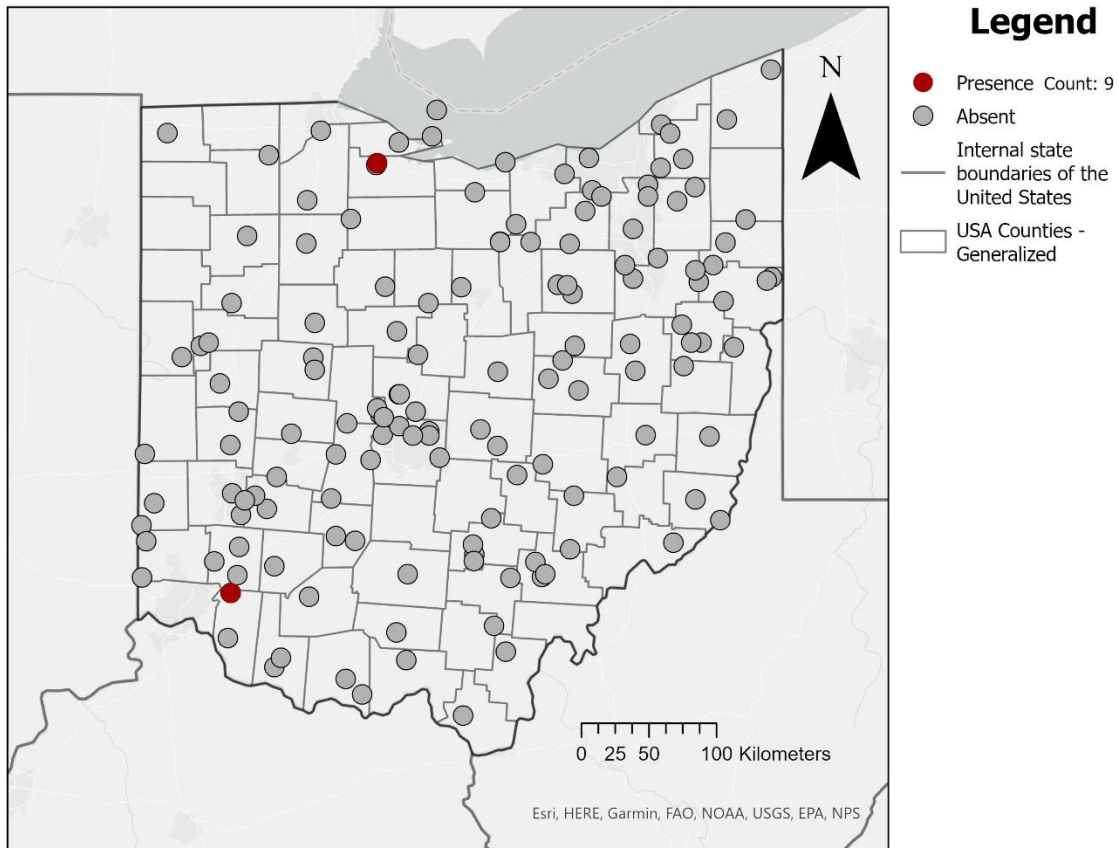 Legend
Presence Count: 9
Absent
Internal state
boundaries of the
United States
USA Counties -
Generalized
N
0 25 50 100 Kilometers
Esri, HERE, Garmin, FAO, NOAA, USGS, EPA, NPS